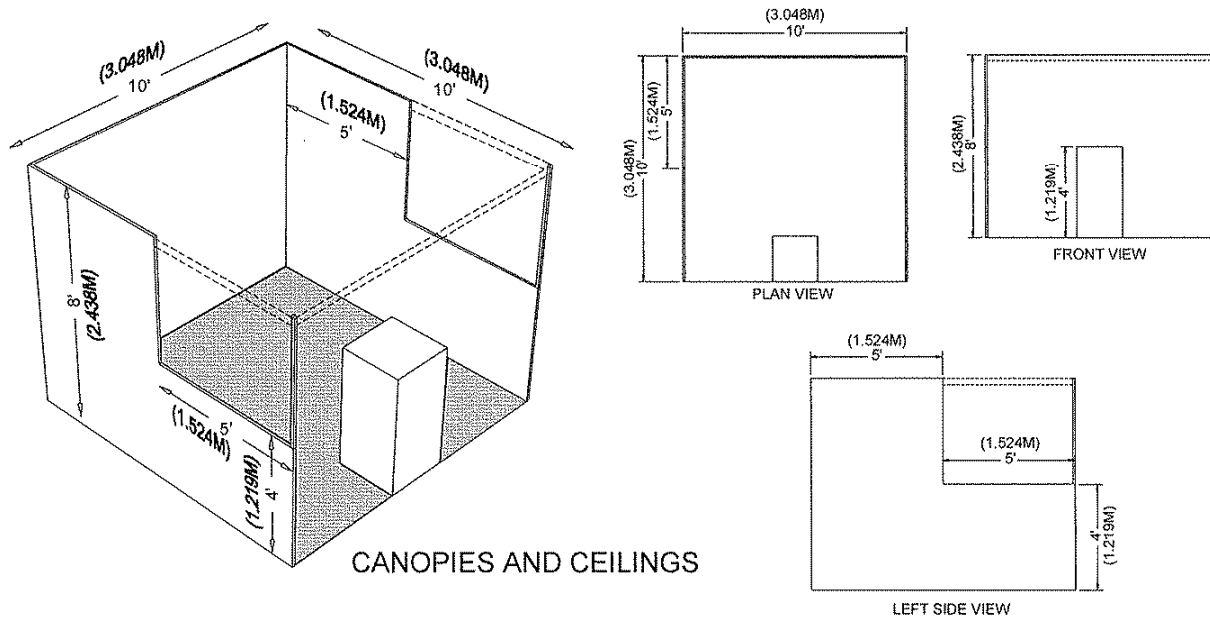 (3.048M)
10'
(3.048M)
10'
(1.524M)
5'
8'
(2.438M)
5'
(1.524M)
4'
(1.219M)
CANOPIES AND CEILINGS
(3.048M)
10'
(3.048M)
10'
(1.524M)
5'
PLAN VIEW
(2.438M)
8'
(1.219M)
4'
FRONT VIEW
(1.524M)
5'
(1.524M)
5'
4'
(1.219M)
LEFT SIDE VIEW